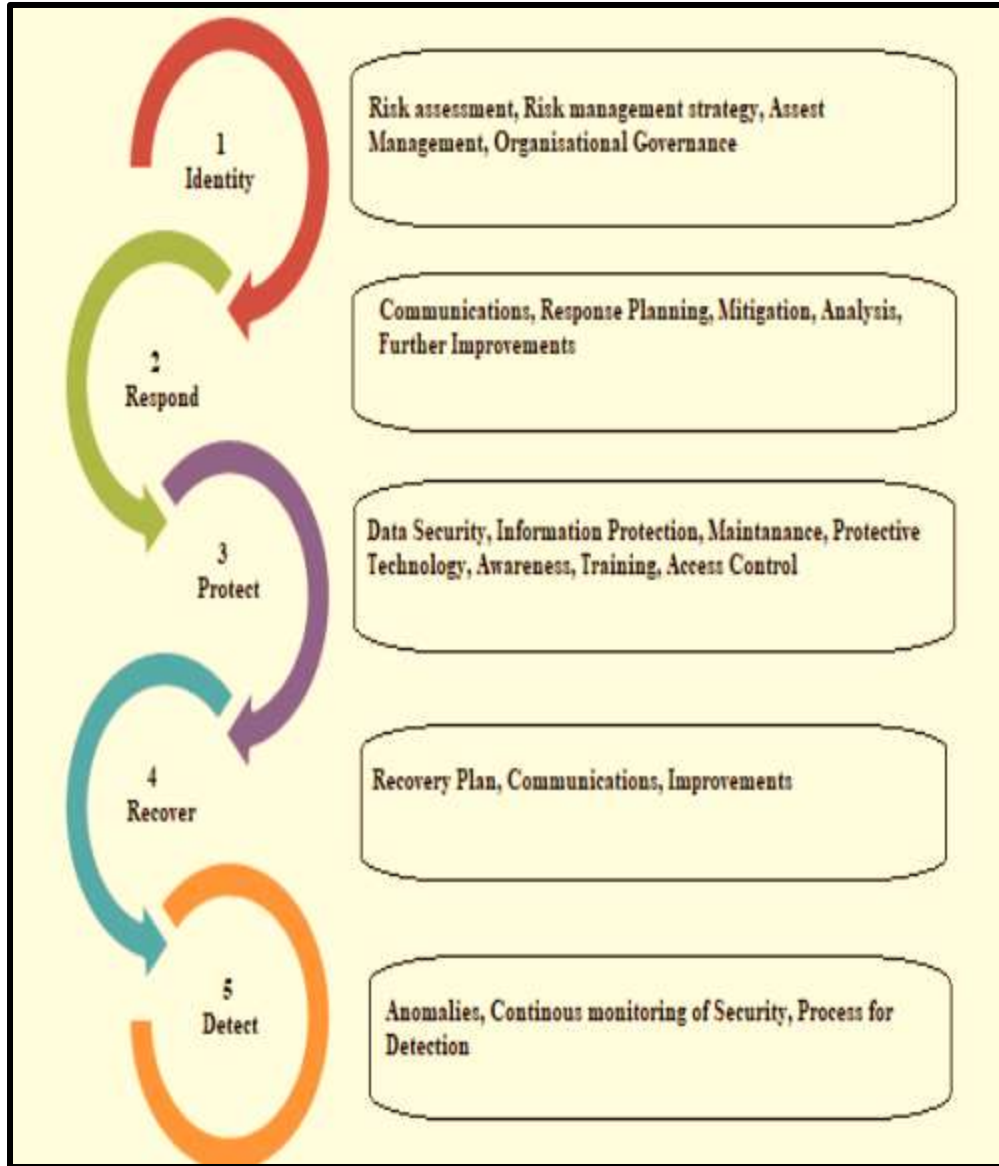 1
Identity
Risk assessment, Risk management strategy, Assest
Management, Organisational Governance
2
Respond
Communications, Response Planning, Mitigation, Analysis,
Further Improvements
3
Protect
Data Security, Information Protection, Maintanance, Protective
Technology, Awareness, Training, Access Control
4
Recover
Recovery Plan, Communications, Improvements
5
Detect
Anomalies, Continous monitoring of Security, Process for
Detection